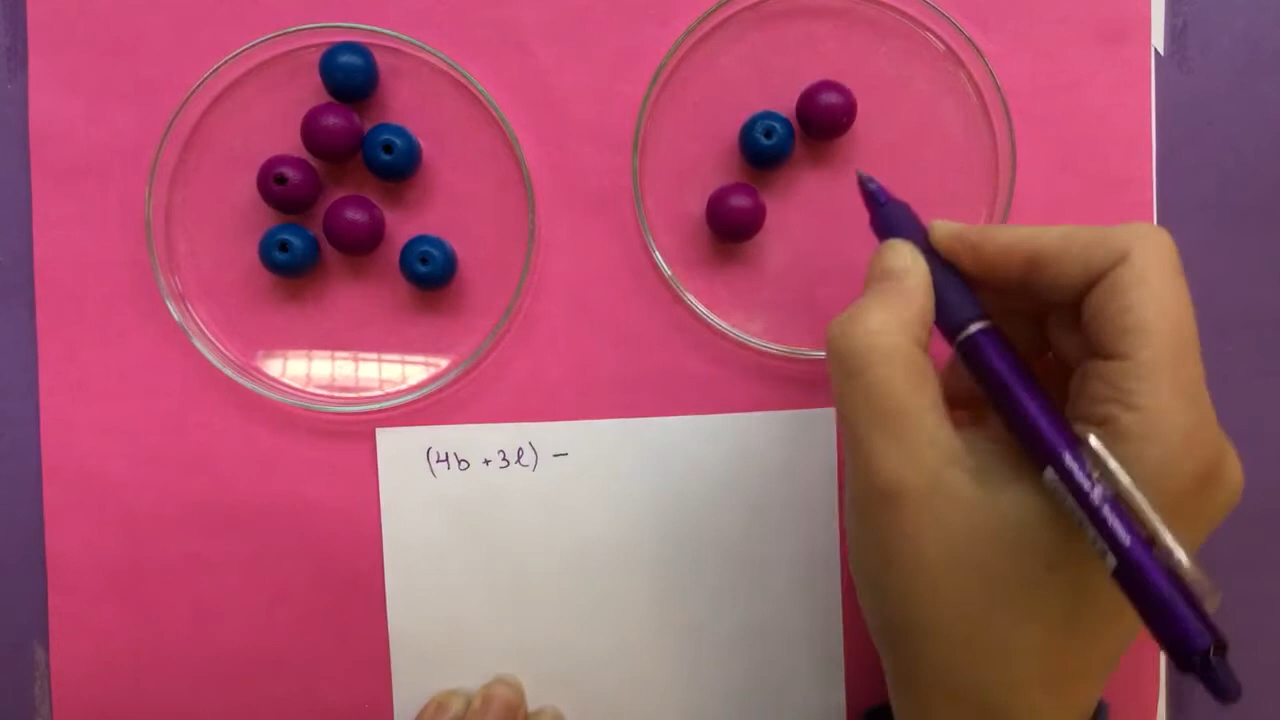 (4b + 3l) –